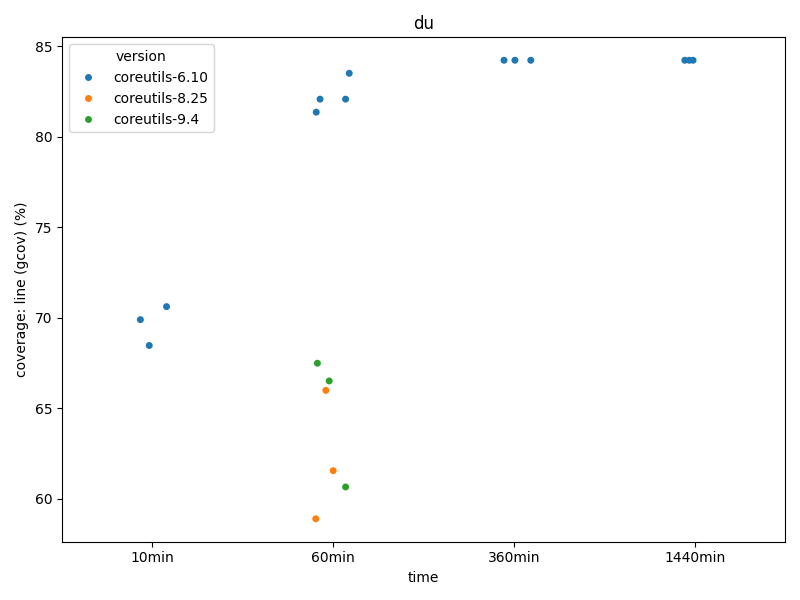 du
version
coreutils-6.10
coreutils-8.25
coreutils-9.4
coverage: line (gcov) (%)
85
80
75
70
65
60
10min
60min
360min
1440min
time